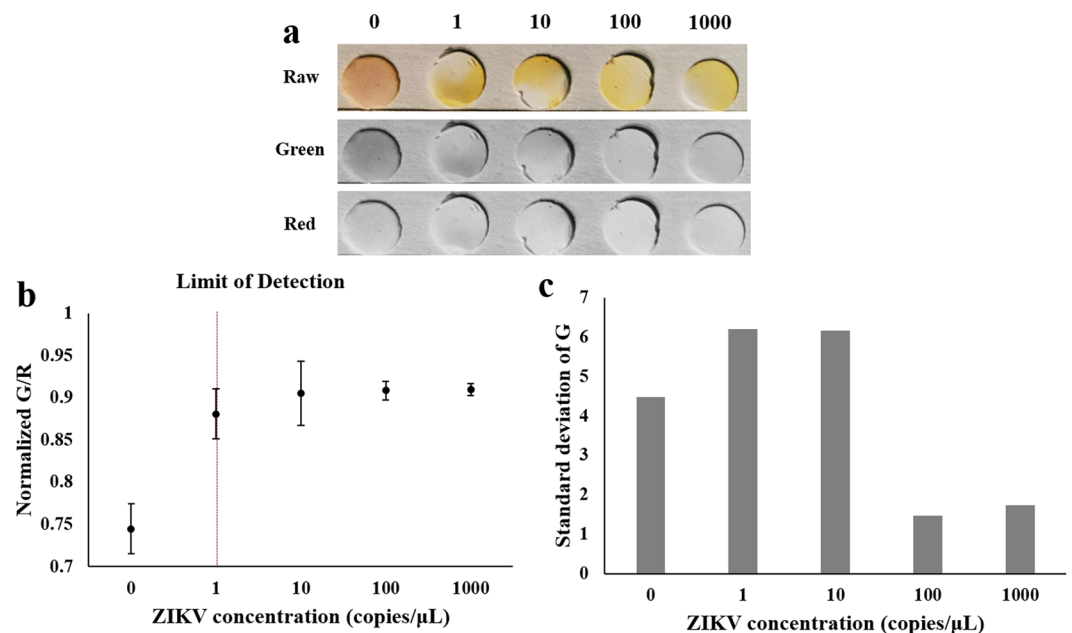 a
0 1 10 100 1000
Raw
Green
Red
b
Limit of Detection
Normalized G/R
1
0.95
0.9
0.85
0.8
0.75
0.7
0 1 10 100 1000
ZIKV concentration (copies/μL)
c
Standard deviation of G
7
6
5
4
3
2
1
0
0 1 10 100 1000
ZIKV concentration (copies/μL)